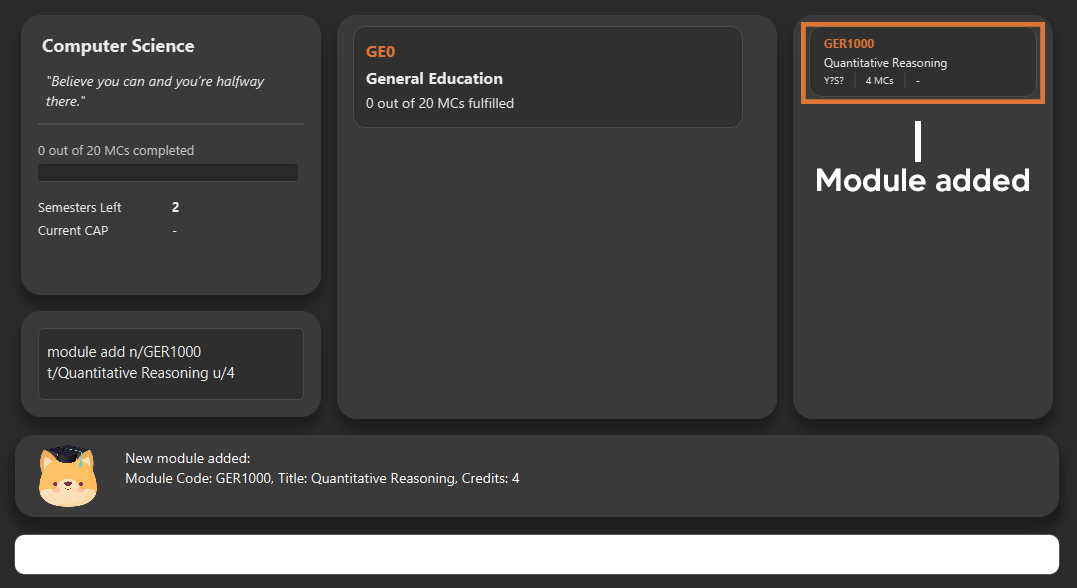 Computer Science
"Believe you can and you're halfway
there."
0 out of 20 MCs completed
Semesters Left 2
Current CAP -
module add n/GER1000
t/Quantitative Reasoning u/4
GE0
General Education
0 out of 20 MCs fulfilled
GER1000
Quantitative Reasoning
Y?S? 4 MCs -
Module added
New module added:
Module Code: GER1000, Title: Quantitative Reasoning, Credits: 4